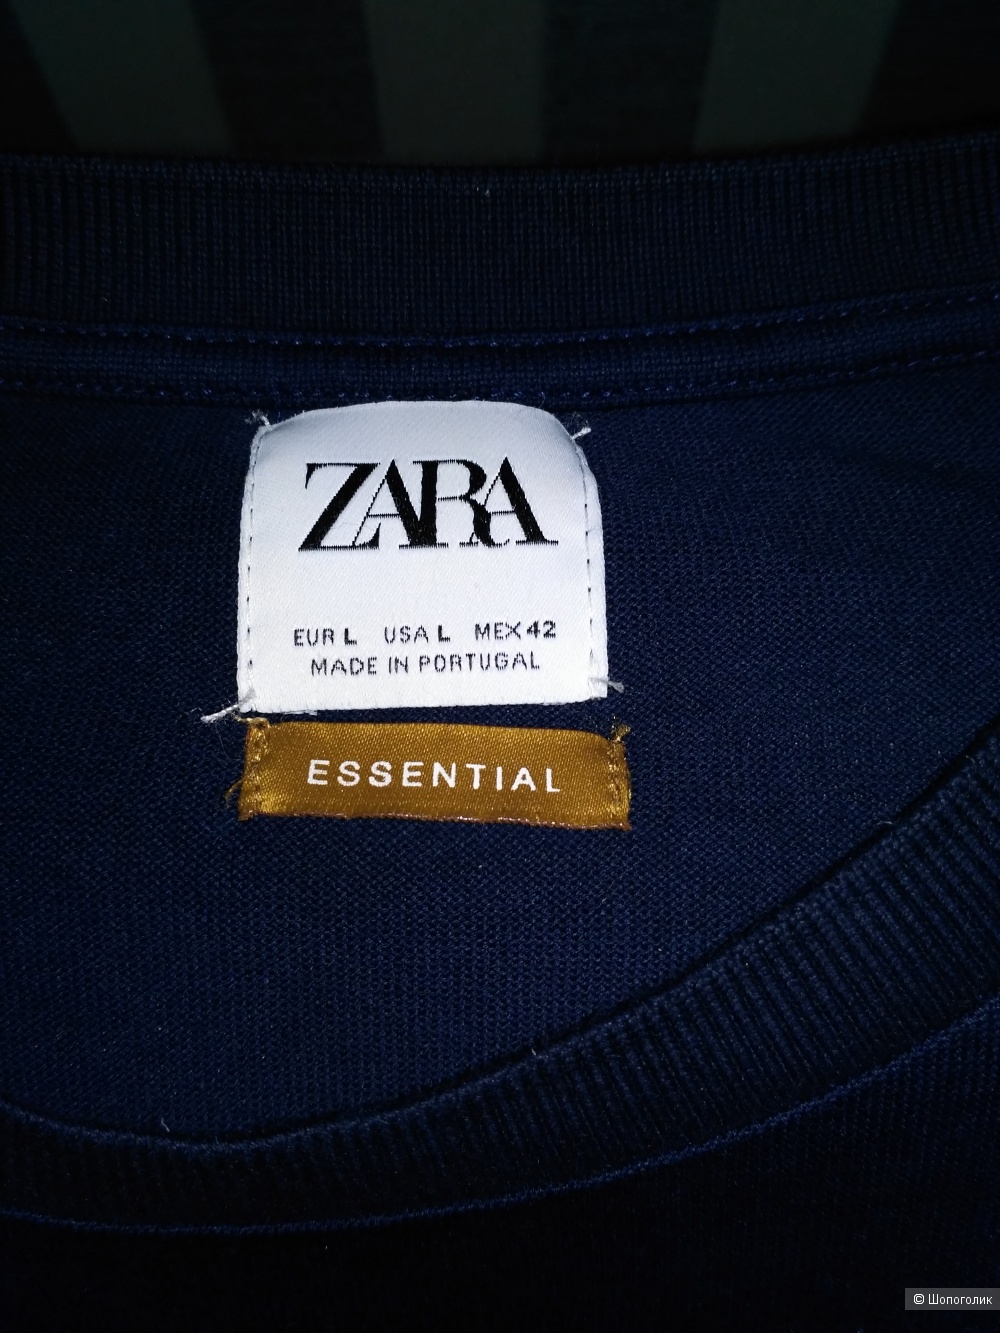 ZARA
EUR L USA L MEX 42
MADE IN PORTUGAL
ESSENTIAL
© Шопоголик